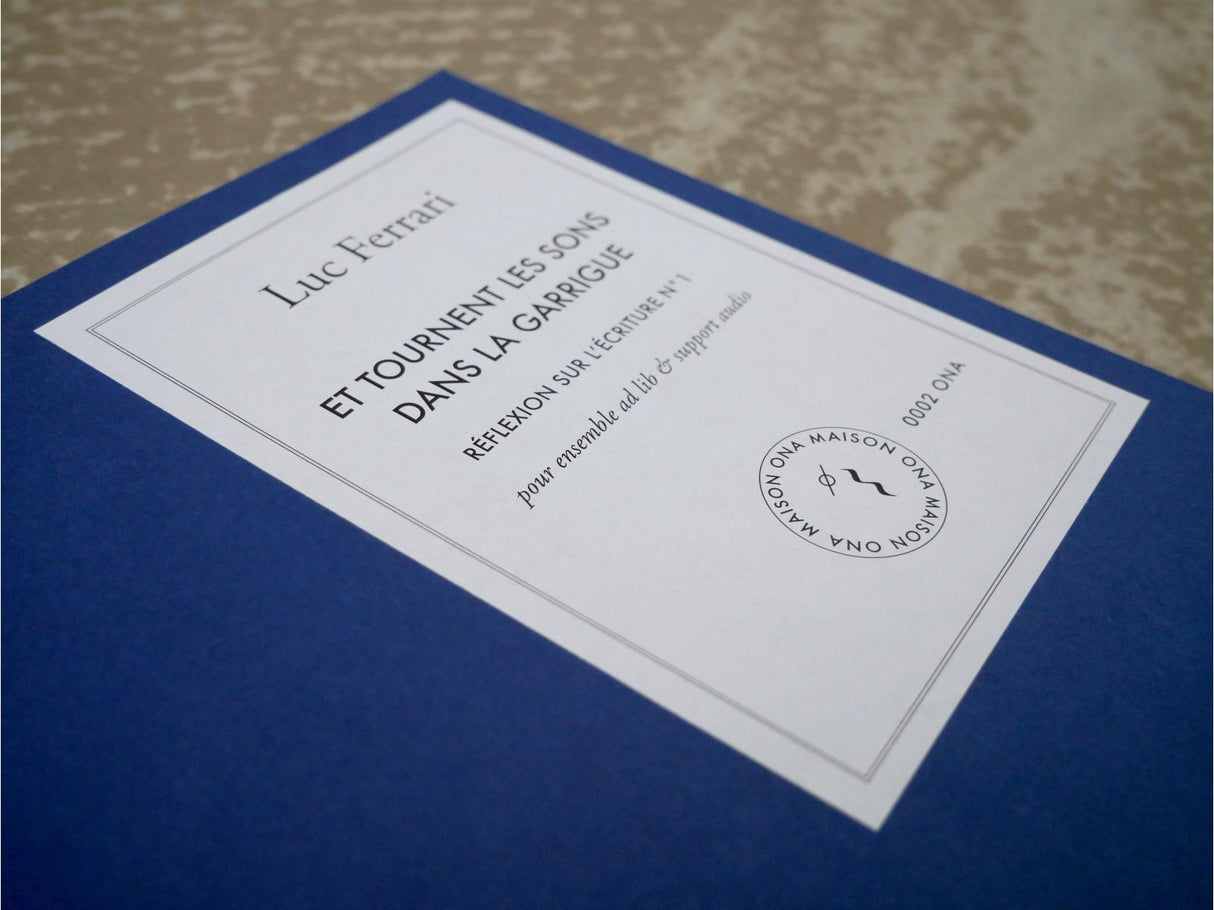 Luc Ferrari
ET TOURNENT LES SONS
DANS LA GARRIGUE
RÉFLEXION SUR L'ÉCRITURE N°1
pour ensemble ad lib & support audio
0002 ONA
MAISON ONA MAISON ONA MAISON ONA